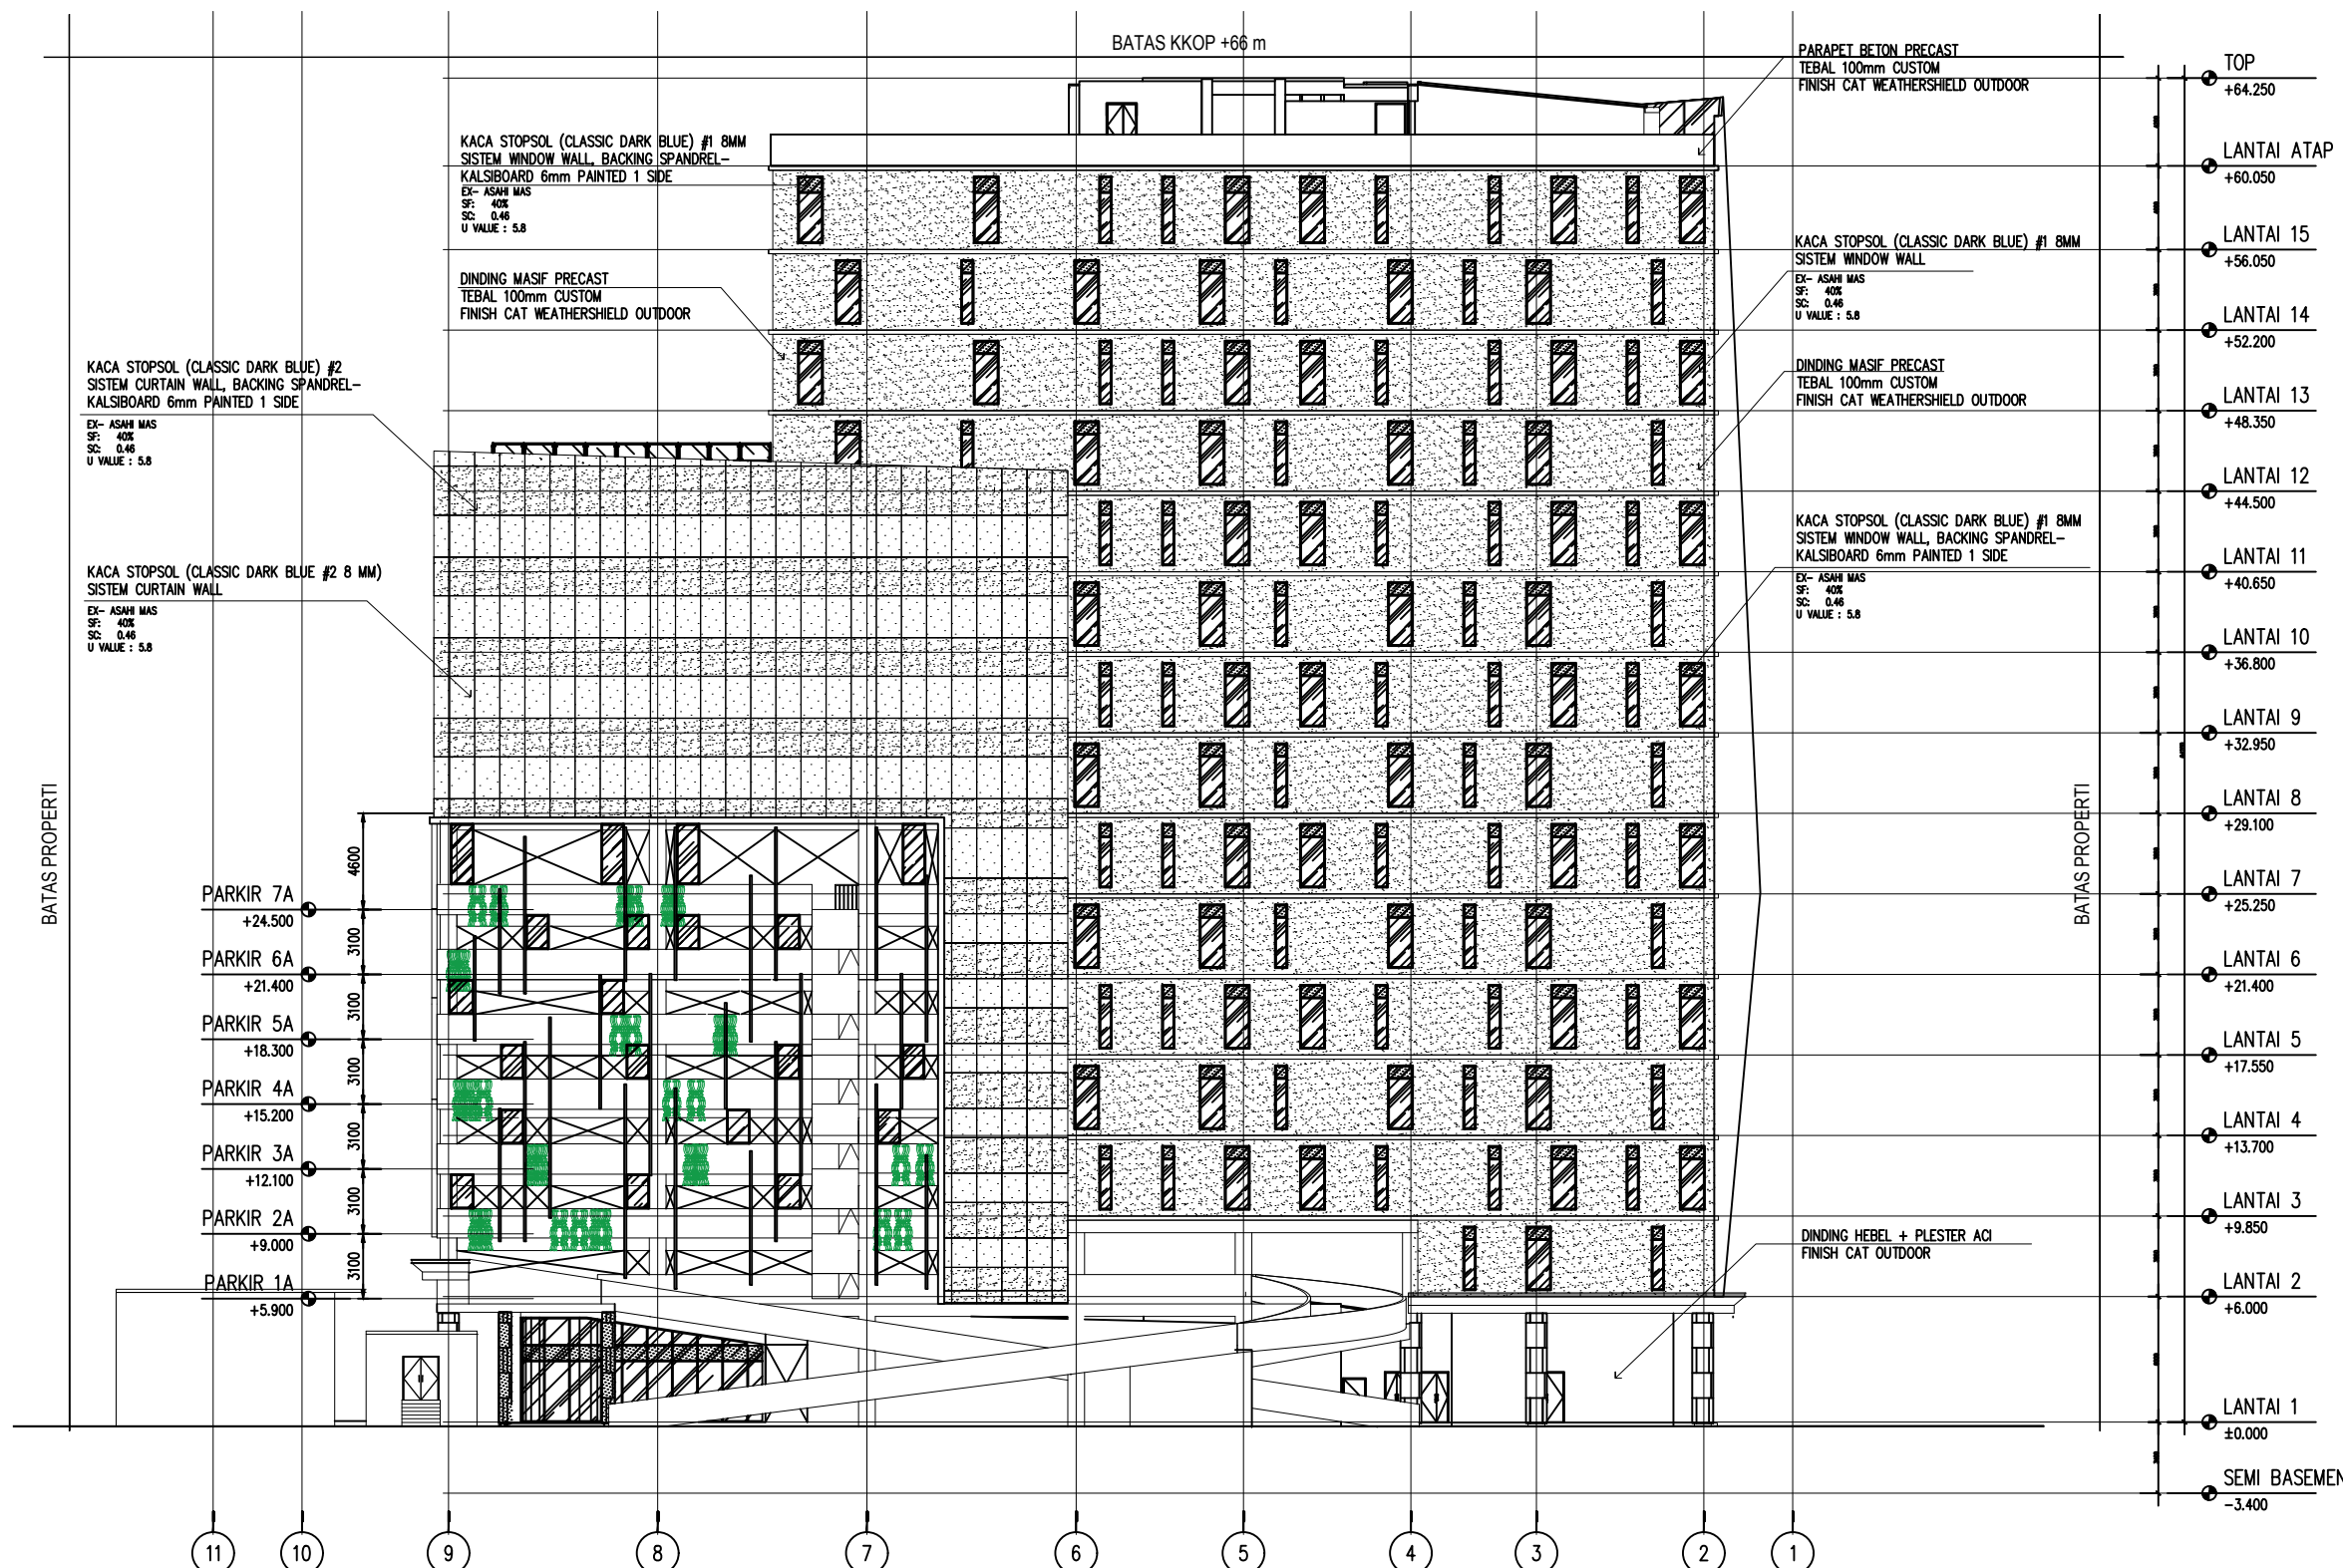 BATAS KKOP +66 m
PARAPET BETON PRECAST
TEBAL 100mm CUSTOM
FINISH CAT WEATHERSHIELD OUTDOOR
KACA STOPSOL (CLASSIC DARK BLUE) #1 8MM
SISTEM WINDOW WALL, BACKING SPANDREL-
KALSIBOARD 6mm PAINTED 1 SIDE
EX- ASAHI MAS
SF: 40%
SC: 0.46
U VALUE : 5.8
DINDING MASIF PRECAST
TEBAL 100mm CUSTOM
FINISH CAT WEATHERSHIELD OUTDOOR
KACA STOPSOL (CLASSIC DARK BLUE) #2
SISTEM CURTAIN WALL, BACKING SPANDREL-
KALSIBOARD 6mm PAINTED 1 SIDE
EX- ASAHI MAS
SF: 40%
SC: 0.46
U VALUE : 5.8
KACA STOPSOL (CLASSIC DARK BLUE #2 8 MM)
SISTEM CURTAIN WALL
EX- ASAHI MAS
SF: 40%
SC: 0.46
U VALUE : 5.8
KACA STOPSOL (CLASSIC DARK BLUE) #1 8MM
SISTEM WINDOW WALL
EX- ASAHI MAS
SF: 40%
SC: 0.46
U VALUE : 5.8
DINDING MASIF PRECAST
TEBAL 100mm CUSTOM
FINISH CAT WEATHERSHIELD OUTDOOR
KACA STOPSOL (CLASSIC DARK BLUE) #1 8MM
SISTEM WINDOW WALL, BACKING SPANDREL-
KALSIBOARD 6mm PAINTED 1 SIDE
EX- ASAHI MAS
SF: 40%
SC: 0.46
U VALUE : 5.8
DINDING HEBEL + PLESTER ACI
FINISH CAT OUTDOOR
BATAS PROPERTI
BATAS PROPERTI
PARKIR 7A
+24.500
PARKIR 6A
+21.400
PARKIR 5A
+18.300
PARKIR 4A
+15.200
PARKIR 3A
+12.100
PARKIR 2A
+9.000
PARKIR 1A
+5.900
4600
3100
3100
3100
3100
3100
3100
TOP
+64.250
LANTAI ATAP
+60.050
LANTAI 15
+56.050
LANTAI 14
+52.200
LANTAI 13
+48.350
LANTAI 12
+44.500
LANTAI 11
+40.650
LANTAI 10
+36.800
LANTAI 9
+32.950
LANTAI 8
+29.100
LANTAI 7
+25.250
LANTAI 6
+21.400
LANTAI 5
+17.550
LANTAI 4
+13.700
LANTAI 3
+9.850
LANTAI 2
+6.000
LANTAI 1
±0.000
SEMI BASEMEN
-3.400
11 10 9 8 7 6 5 4 3 2 1